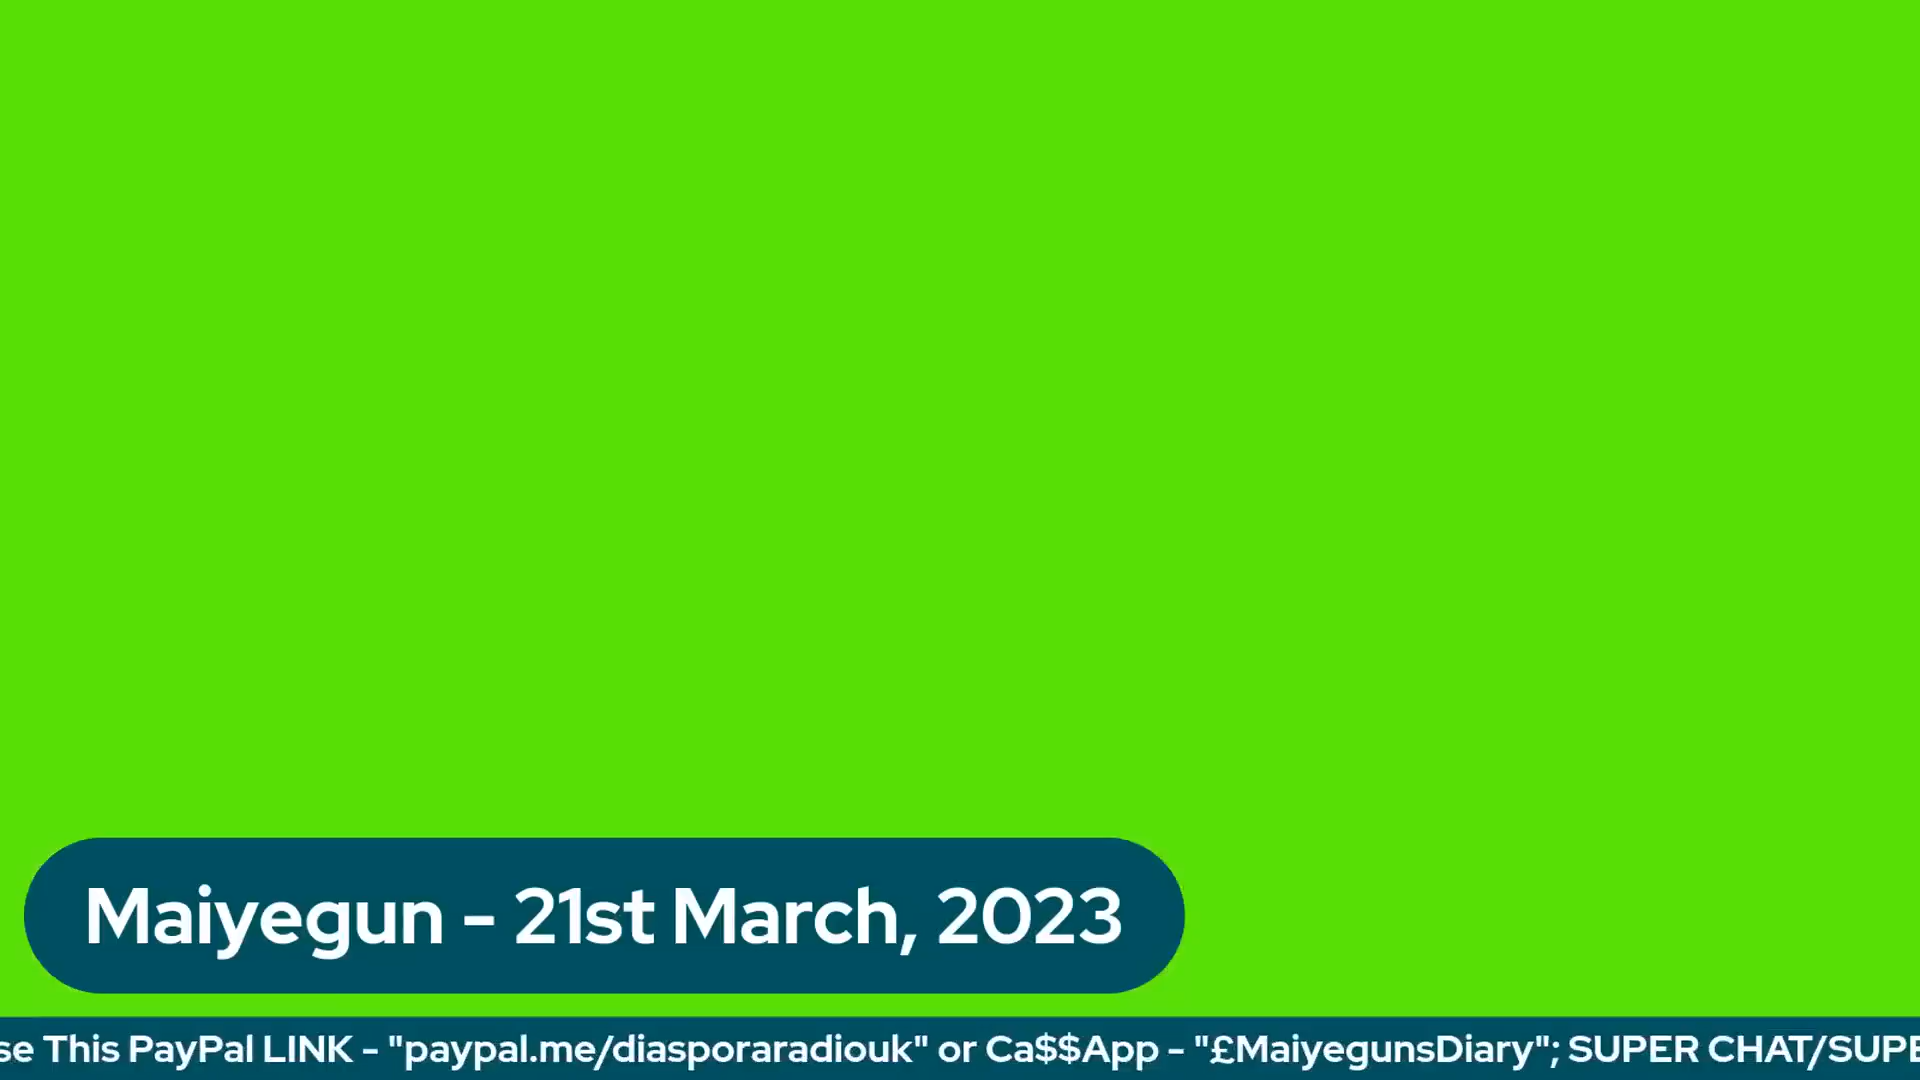 Maiyegun - 21st March, 2023
se This PayPal LINK - "paypal.me/diasporaradiouk" or Ca$$App - "£MaiyegunsDiary"; SUPER CHAT/SUPE